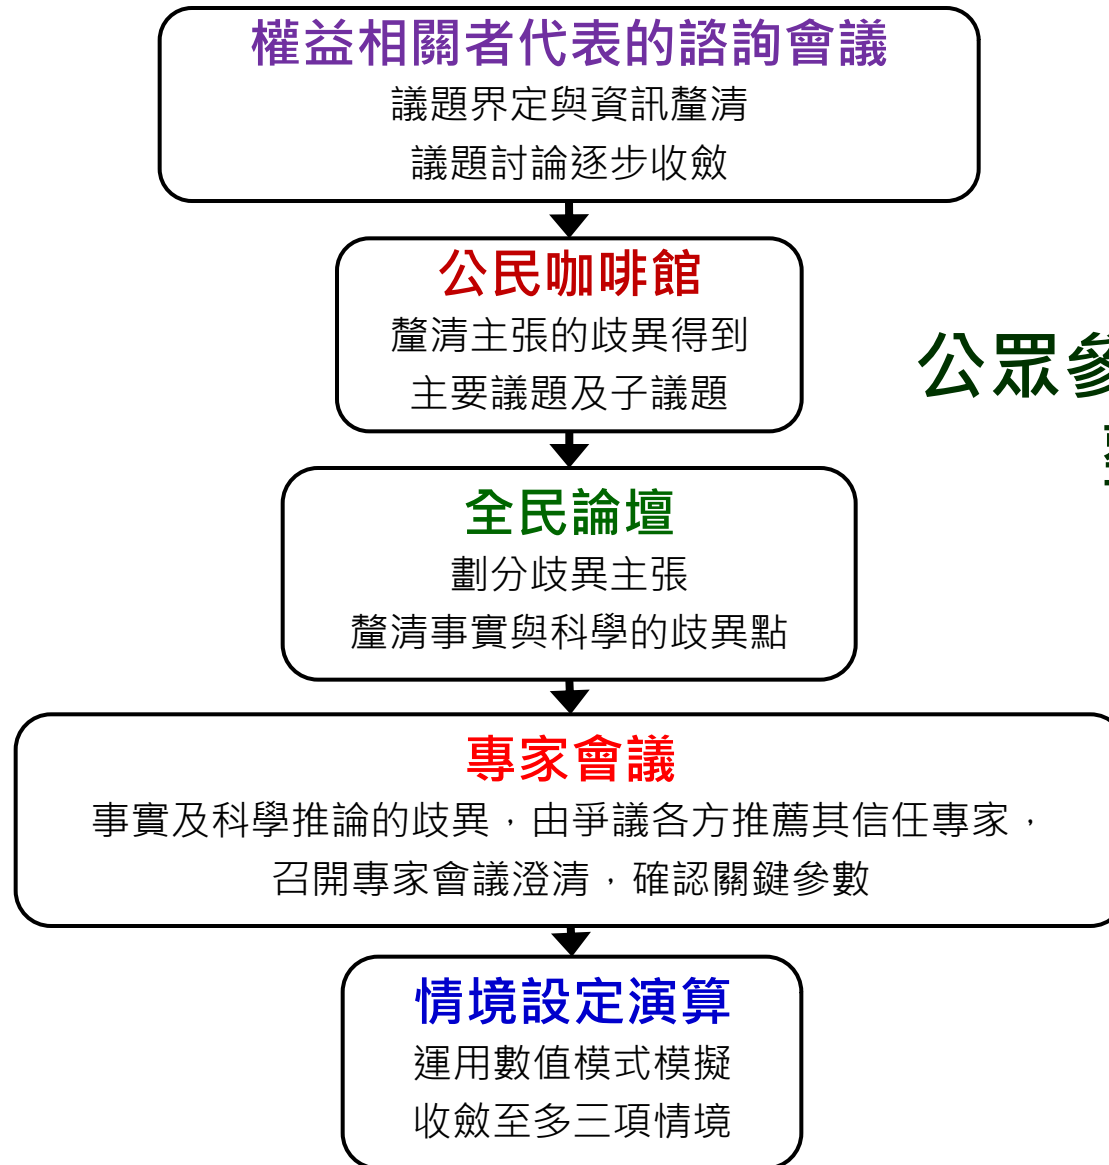 權益相關者代表的諮詢會議
議題界定與資訊釐清
議題討論逐步收斂
公民咖啡館
釐清主張的歧異得到
主要議題及子議題
公眾參
全民論壇
劃分歧異主張
釐清事實與科學的歧異點
專家會議
事實及科學推論的歧異，由爭議各方推薦其信任專家，
召開專家會議澄清，確認關鍵參數
情境設定演算
運用數值模式模擬
收斂至多三項情境